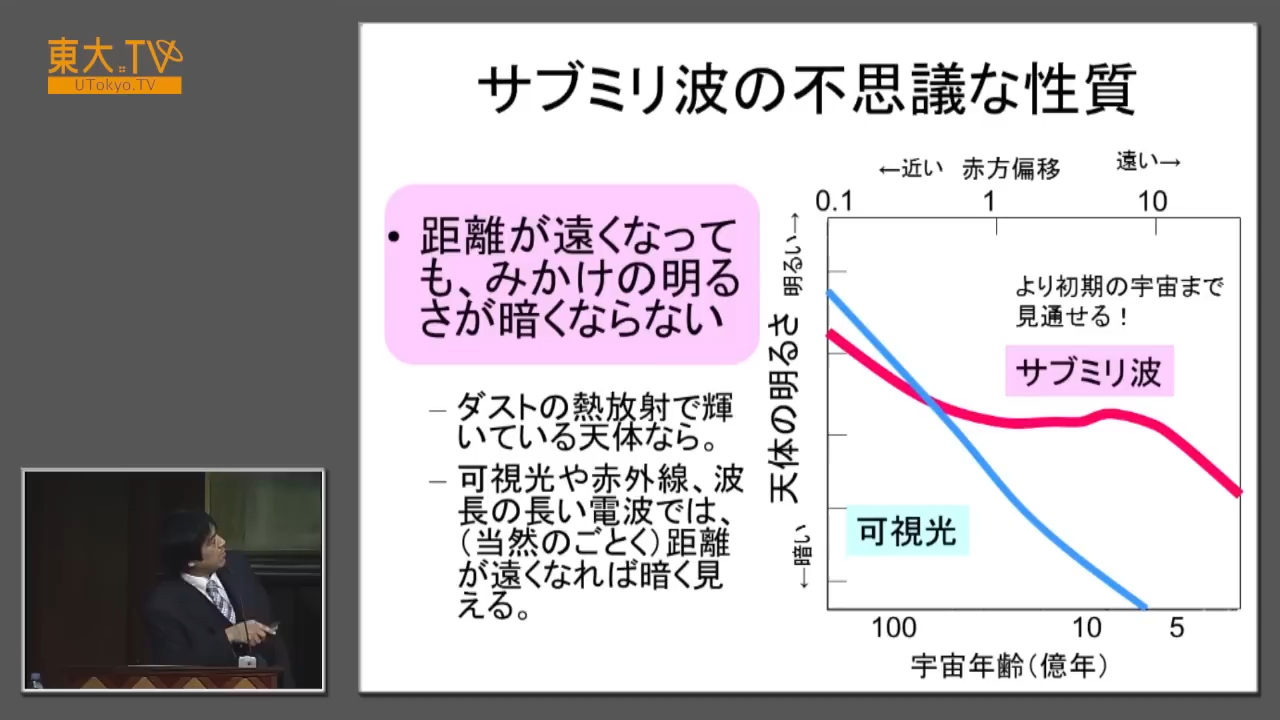 東大.TV
UTokyo.TV
サブミリ波の不思議な性質
• 距離が遠くなって
も、みかけの明る
さが暗くならない
– ダストの熱放射で輝
いている天体なら。
– 可視光や赤外線、波
長の長い電波では、
（当然のごとく）距離
が遠くなれば暗く見
える。
←近い 赤方偏移 遠い→
0.1 1 10
明るい→
天体の明るさ
←暗い
より初期の宇宙まで
見通せる！
サブミリ波
可視光
100 10 5
宇宙年齢（億年）